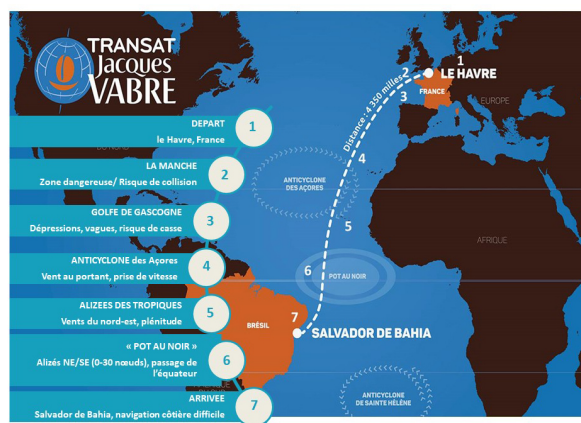 TRANSAT
Jacques
VABRE
1
DEPART
le Havre, France
2
LA MANCHE
Zone dangereuse/ Risque de collision
3
GOLFE DE GASCOGNE
Dépressions, vagues, risque de casse
4
ANTICYCLONE des Açores
Vent au portant, prise de vitesse
5
ALIZEES DES TROPIQUES
Vents du nord-est, plénitude
6
« POT AU NOIR »
Alizés NE/SE (0-30 nœuds), passage de
l'équateur
7
ARRIVEE
Salvador de Bahia, navigation côtière difficile
1
LE HAVRE
2
FRANCE
3
EUROPE
Distance : 4 350 milles
4
ANTICYCLONE
DES AÇORES
5
AFRIQUE
6
POT AU NOIR
7
BRÉSIL
SALVADOR DE BAHIA
ANTICYCLONE
DE SAINTE HÉLÈNE